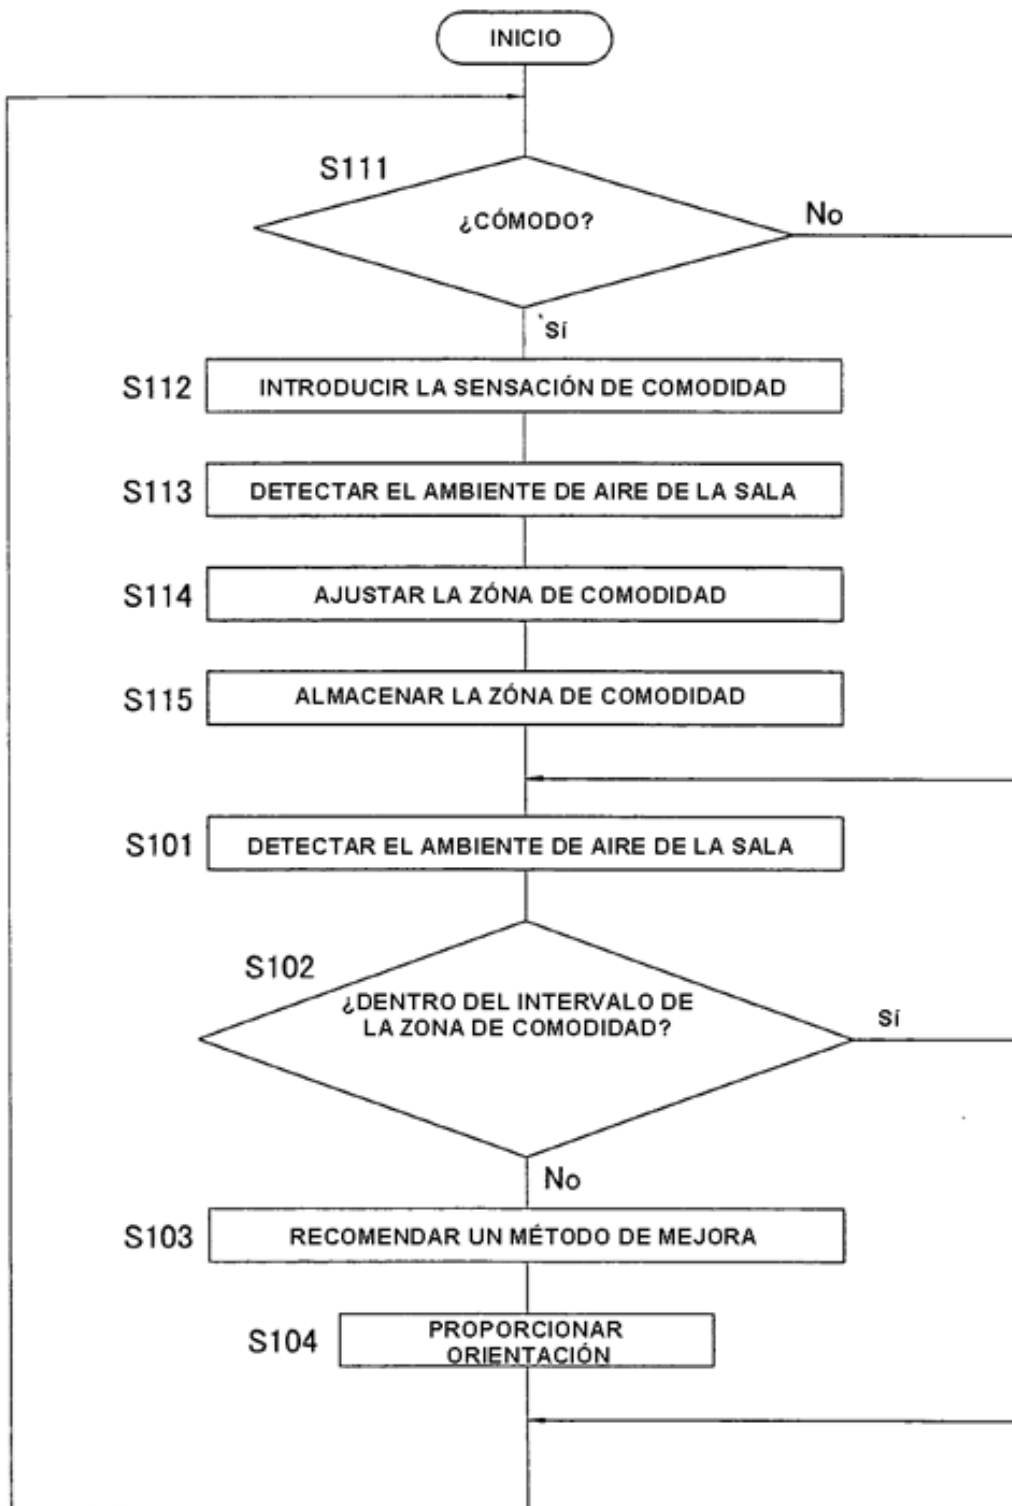 INICIO
S111
¿CÓMODO?
No
Sí
S112
INTRODUCIR LA SENSACIÓN DE COMODIDAD
S113
DETECTAR EL AMBIENTE DE AIRE DE LA SALA
S114
AJUSTAR LA ZÓNA DE COMODIDAD
S115
ALMACENAR LA ZÓNA DE COMODIDAD
S101
DETECTAR EL AMBIENTE DE AIRE DE LA SALA
S102
¿DENTRO DEL INTERVALO DE
LA ZONA DE COMODIDAD?
Sí
No
S103
RECOMENDAR UN MÉTODO DE MEJORA
S104
PROPORCIONAR
ORIENTACIÓN